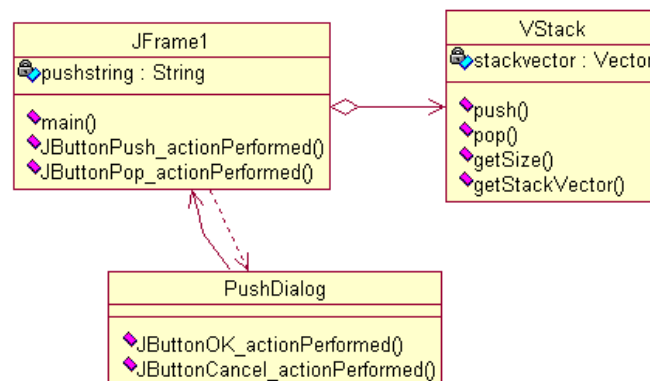 JFrame1
pushstring : String
main()
JButtonPush_actionPerformed()
JButtonPop_actionPerformed()
VStack
stackvector : Vector
push()
pop()
getSize()
getStackVector()
PushDialog
JButtonOK_actionPerformed()
JButtonCancel_actionPerformed()